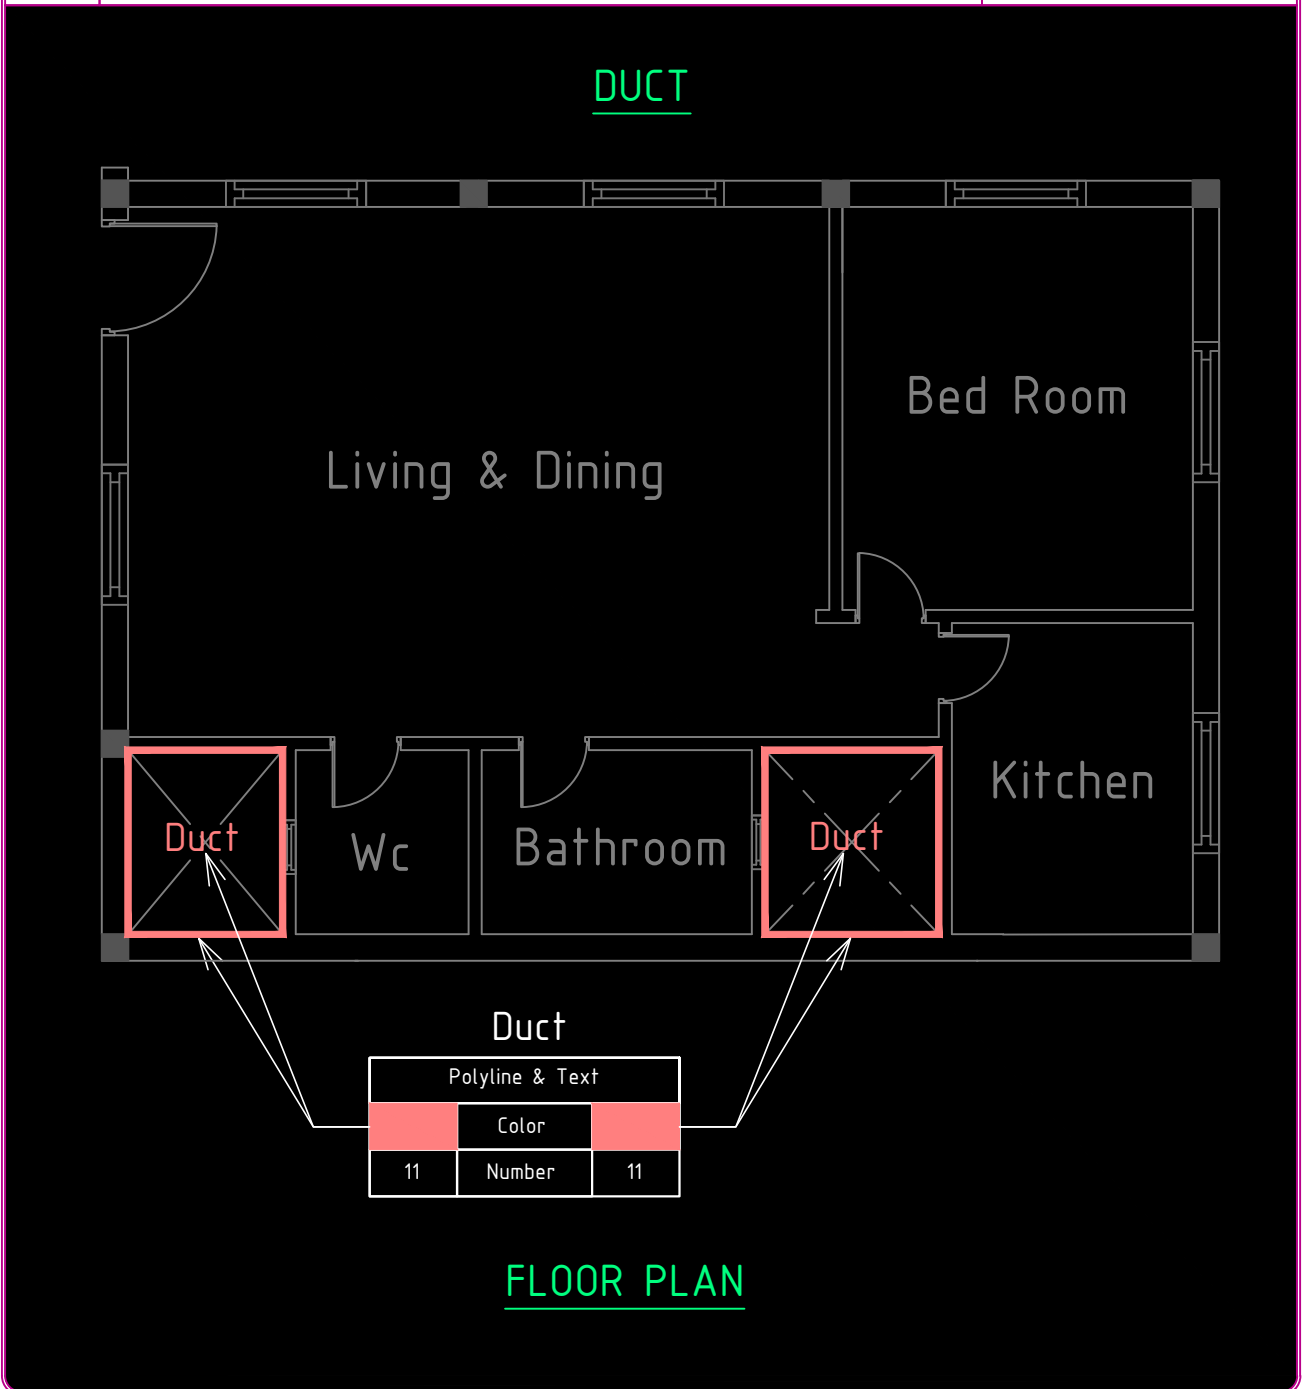 DUCT
Bed Room
Living & Dining
Kitchen
Duct
Wc
Bathroom
Duct
Duct
Polyline & Text
Color
11 Number 11
FLOOR PLAN